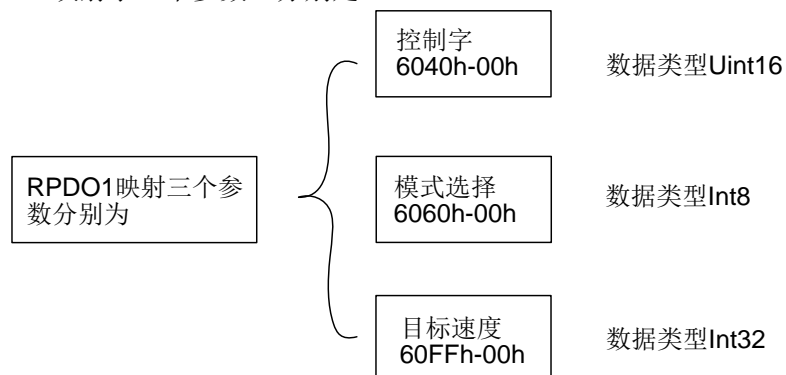 控制字
6040h-00h
数据类型Uint16
RPDO1映射三个参
数分别为
模式选择
6060h-00h
数据类型Int8
目标速度
60FFh-00h
数据类型Int32